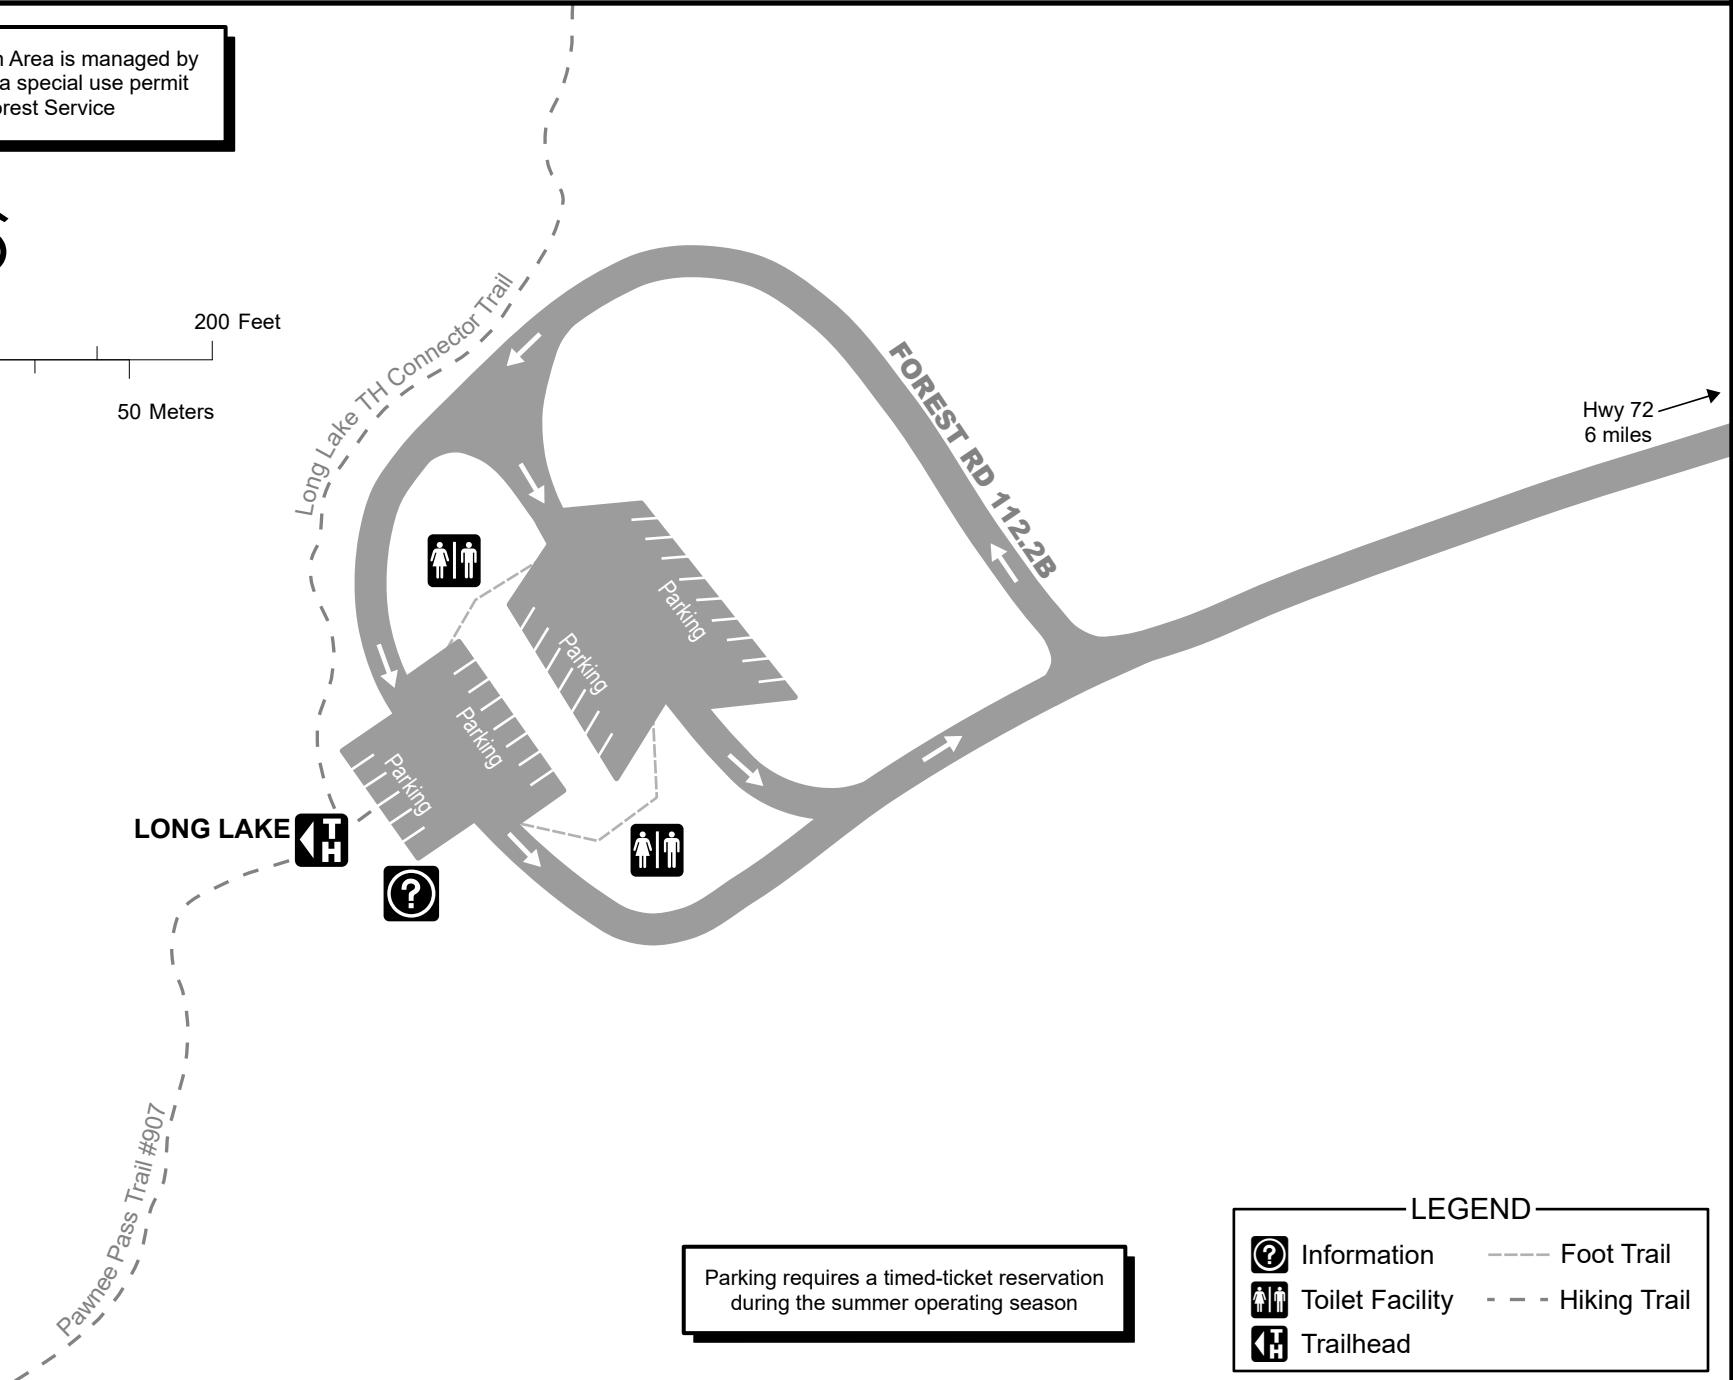 n Area is managed by
a special use permit
orest Service
200 Feet
50 Meters
Long Lake TH Connector Trail
FOREST RD 112.2B
Hwy 72
6 miles
Parking
Parking
Parking
Parking
LONG LAKE
TH
?
Pawnee Pass Trail #907
Parking requires a timed-ticket reservation
during the summer operating season
LEGEND
? Information
Foot Trail
Toilet Facility
Hiking Trail
TH Trailhead